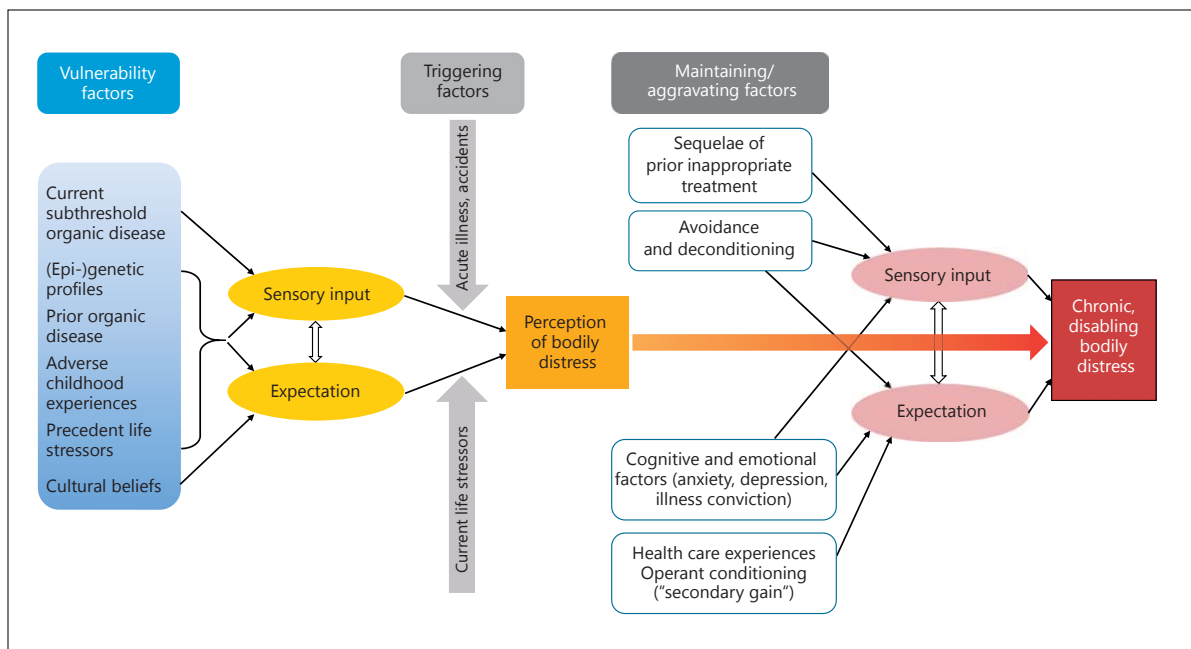 Vulnerability
factors
Triggering
factors
Maintaining/
aggravating factors
Current
subthreshold
organic disease
(Epi-)genetic
profiles
Prior organic
disease
Adverse
childhood
experiences
Precedent life
stressors
Cultural beliefs
Sensory input
Expectation
Acute illness, accidents
Current life stressors
Perception
of bodily
distress
Sequelae of
prior inappropriate
treatment
Avoidance
and deconditioning
Sensory input
Expectation
Cognitive and emotional
factors (anxiety, depression,
illness conviction)
Health care experiences
Operant conditioning
("secondary gain")
Chronic,
disabling
bodily
distress